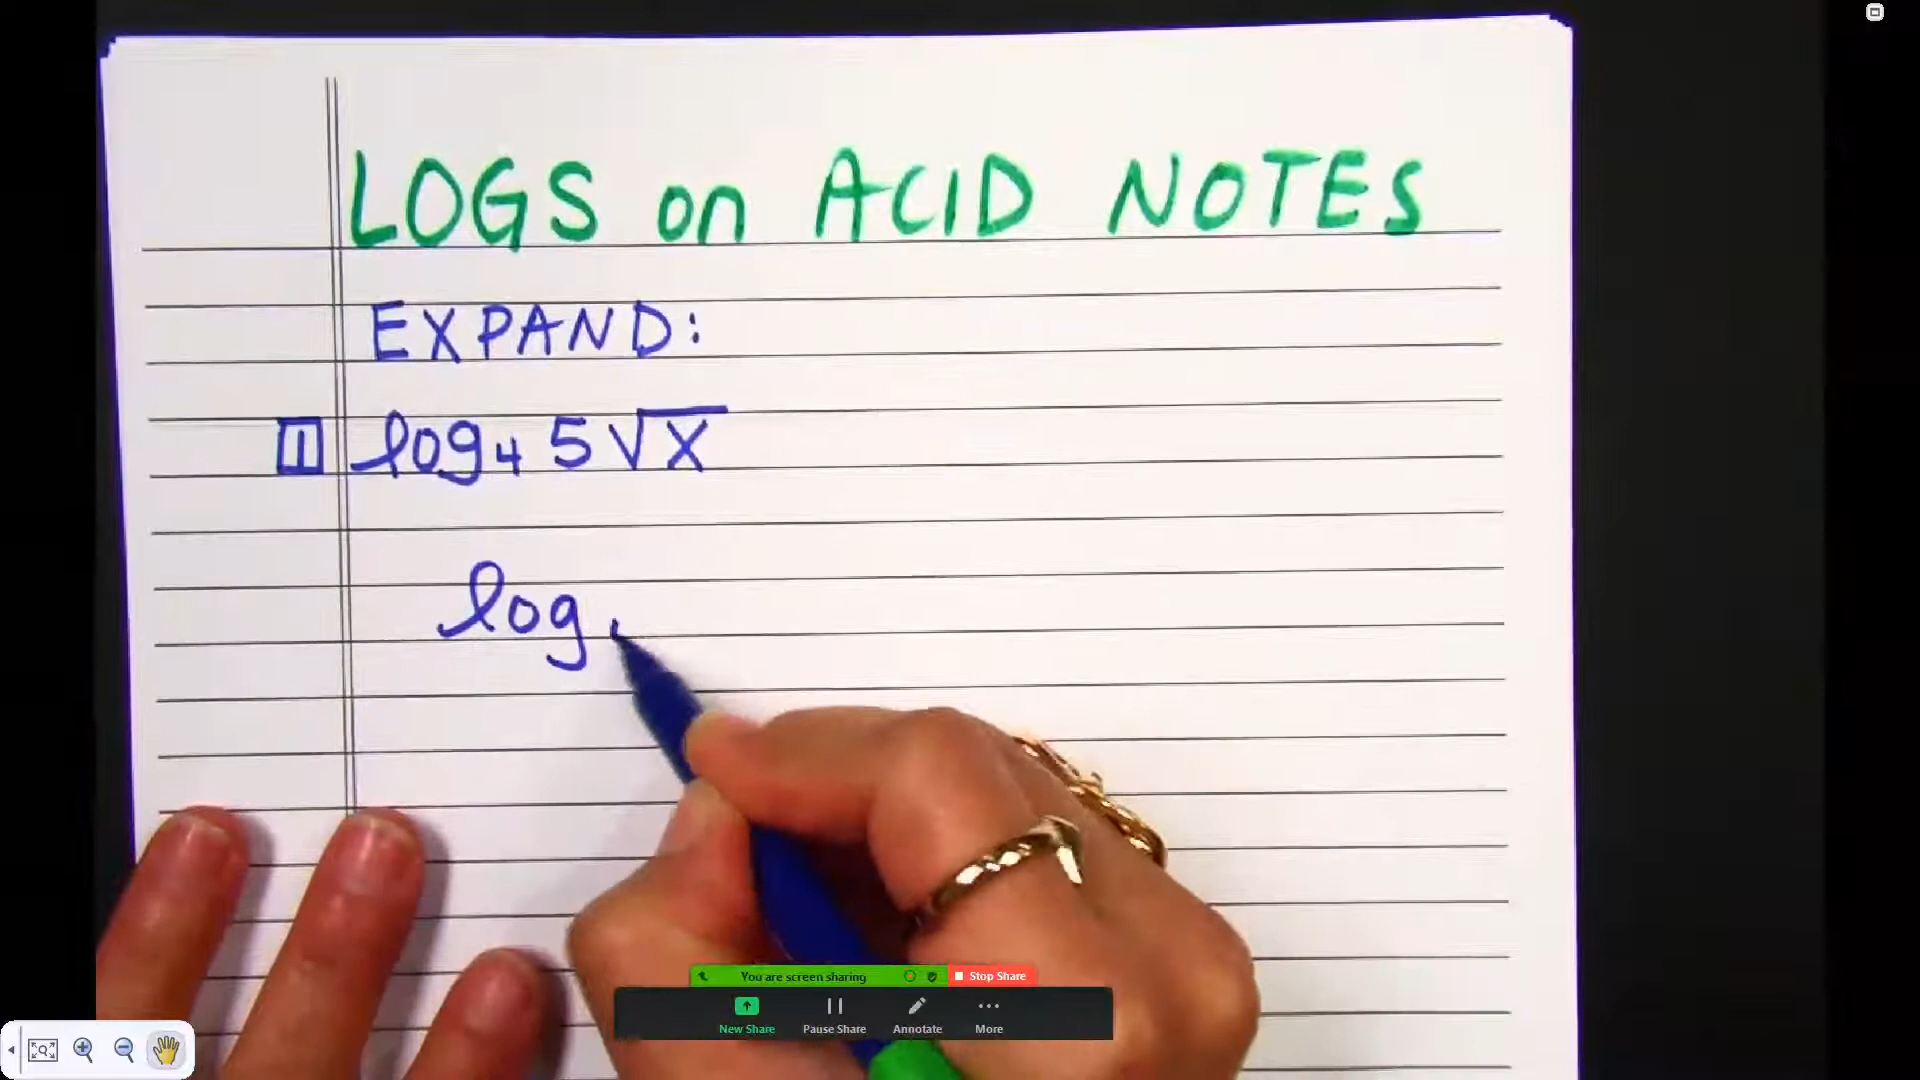 LOGS on ACID NOTES
EXPAND:
1 log₄ 5√x
log
You are screen sharing Stop Share
New Share Pause Share Annotate More